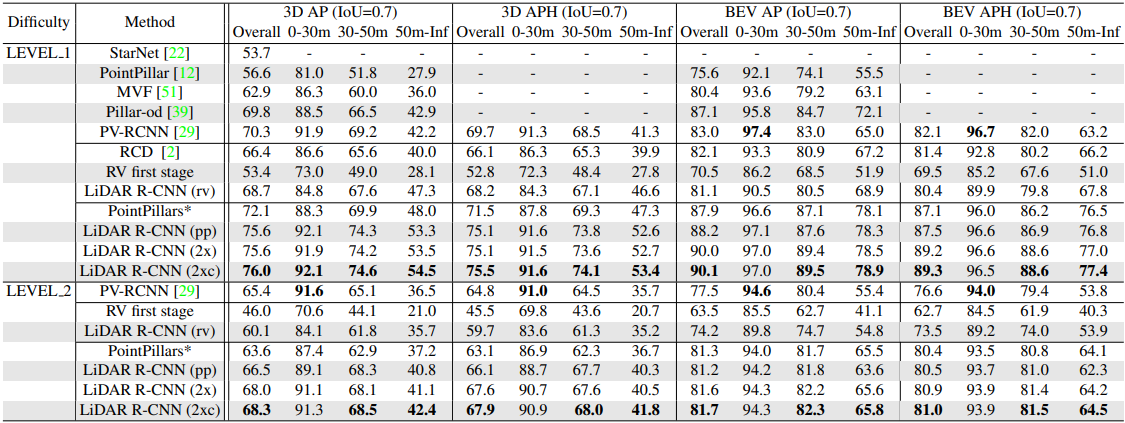 Difficulty Method 3D AP (IoU=0.7) 3D APH (IoU=0.7) BEV AP (IoU=0.7) BEV APH (IoU=0.7)
Overall 0-30m 30-50m 50m-Inf Overall 0-30m 30-50m 50m-Inf Overall 0-30m 30-50m 50m-Inf Overall 0-30m 30-50m 50m-Inf
LEVEL_1 StarNet [22] 53.7 - - - - - - - - - - - - - - -
PointPillar [12] 56.6 81.0 51.8 27.9 - - - - 75.6 92.1 74.1 55.5 - - - -
MVF [51] 62.9 86.3 60.0 36.0 - - - - 80.4 93.6 79.2 63.1 - - - -
Pillar-od [39] 69.8 88.5 66.5 42.9 - - - - 87.1 95.8 84.7 72.1 - - - -
PV-RCNN [29] 70.3 91.9 69.2 42.2 69.7 91.3 68.5 41.3 83.0 97.4 83.0 65.0 82.1 96.7 82.0 63.2
RCD [2] 66.4 86.6 65.6 40.0 66.1 86.3 65.3 39.9 82.1 93.3 80.9 67.2 81.4 92.8 80.2 66.2
RV first stage 53.4 73.0 49.0 28.1 52.8 72.3 48.4 27.8 70.5 86.2 68.5 51.9 69.5 85.2 67.6 51.0
LiDAR R-CNN (rv) 68.7 84.8 67.6 47.3 68.2 84.3 67.1 46.6 81.1 90.5 80.5 68.9 80.4 89.9 79.8 67.8
PointPillars* 72.1 88.3 69.9 48.0 71.5 87.8 69.3 47.3 87.9 96.6 87.1 78.1 87.1 96.0 86.2 76.5
LiDAR R-CNN (pp) 75.6 92.1 74.3 53.3 75.1 91.6 73.8 52.6 88.2 97.1 87.6 78.3 87.5 96.6 86.9 76.8
LiDAR R-CNN (2x) 75.6 91.9 74.2 53.5 75.1 91.5 73.6 52.7 90.0 97.0 89.4 78.5 89.2 96.6 88.6 77.0
LiDAR R-CNN (2xc) 76.0 92.1 74.6 54.5 75.5 91.6 74.1 53.4 90.1 97.0 89.5 78.9 89.3 96.5 88.6 77.4
LEVEL_2 PV-RCNN [29] 65.4 91.6 65.1 36.5 64.8 91.0 64.5 35.7 77.5 94.6 80.4 55.4 76.6 94.0 79.4 53.8
RV first stage 46.0 70.6 44.1 21.0 45.5 69.8 43.6 20.7 63.5 85.5 62.7 41.1 62.7 84.5 61.9 40.3
LiDAR R-CNN (rv) 60.1 84.1 61.8 35.7 59.7 83.6 61.3 35.2 74.2 89.8 74.7 54.8 73.5 89.2 74.0 53.9
PointPillars* 63.6 87.4 62.9 37.2 63.1 86.9 62.3 36.7 81.3 94.0 81.7 65.5 80.4 93.5 80.8 64.1
LiDAR R-CNN (pp) 66.5 89.1 68.3 40.8 66.1 88.7 67.7 40.3 81.2 94.2 81.8 63.6 80.5 93.7 81.0 62.3
LiDAR R-CNN (2x) 68.0 91.1 68.1 41.1 67.6 90.7 67.6 40.5 81.6 94.3 82.2 65.6 80.9 93.9 81.4 64.2
LiDAR R-CNN (2xc) 68.3 91.3 68.5 42.4 67.9 90.9 68.0 41.8 81.7 94.3 82.3 65.8 81.0 93.9 81.5 64.5